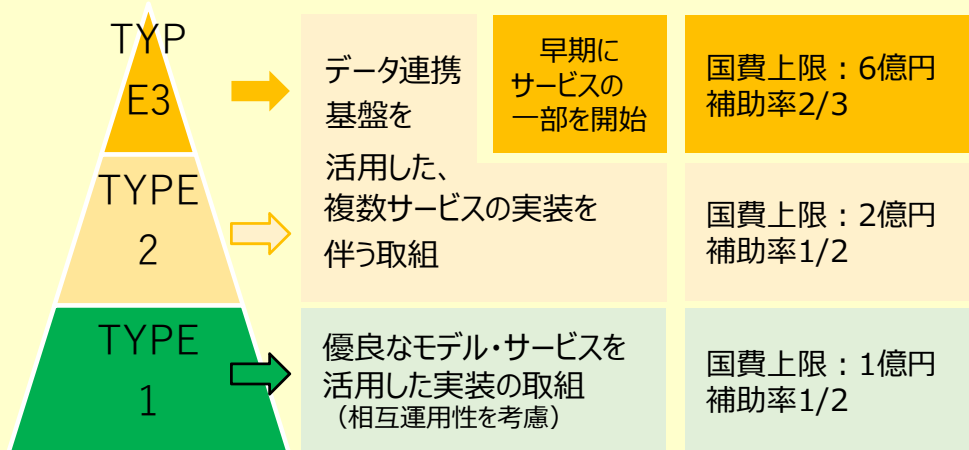 TYP
E3
データ連携
基盤を
活用した、
複数サービスの実装を
伴う取組
早期に
サービスの
一部を開始
国費上限：6億円
補助率2/3
TYPE
2
国費上限：2億円
補助率1/2
TYPE
1
優良なモデル・サービスを
活用した実装の取組
（相互運用性を考慮）
国費上限：1億円
補助率1/2